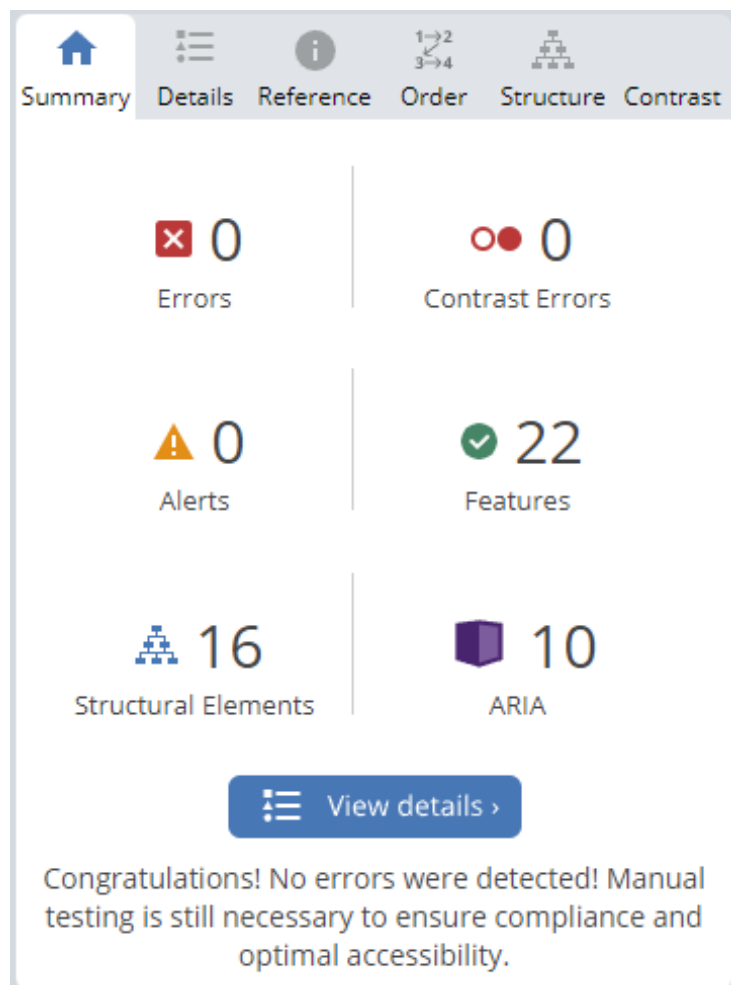 1→2
3→4
Summary Details Reference Order Structure Contrast
0 0
Errors Contrast Errors
0 22
Alerts Features
16 10
Structural Elements ARIA
View details ›
Congratulations! No errors were detected! Manual
testing is still necessary to ensure compliance and
optimal accessibility.